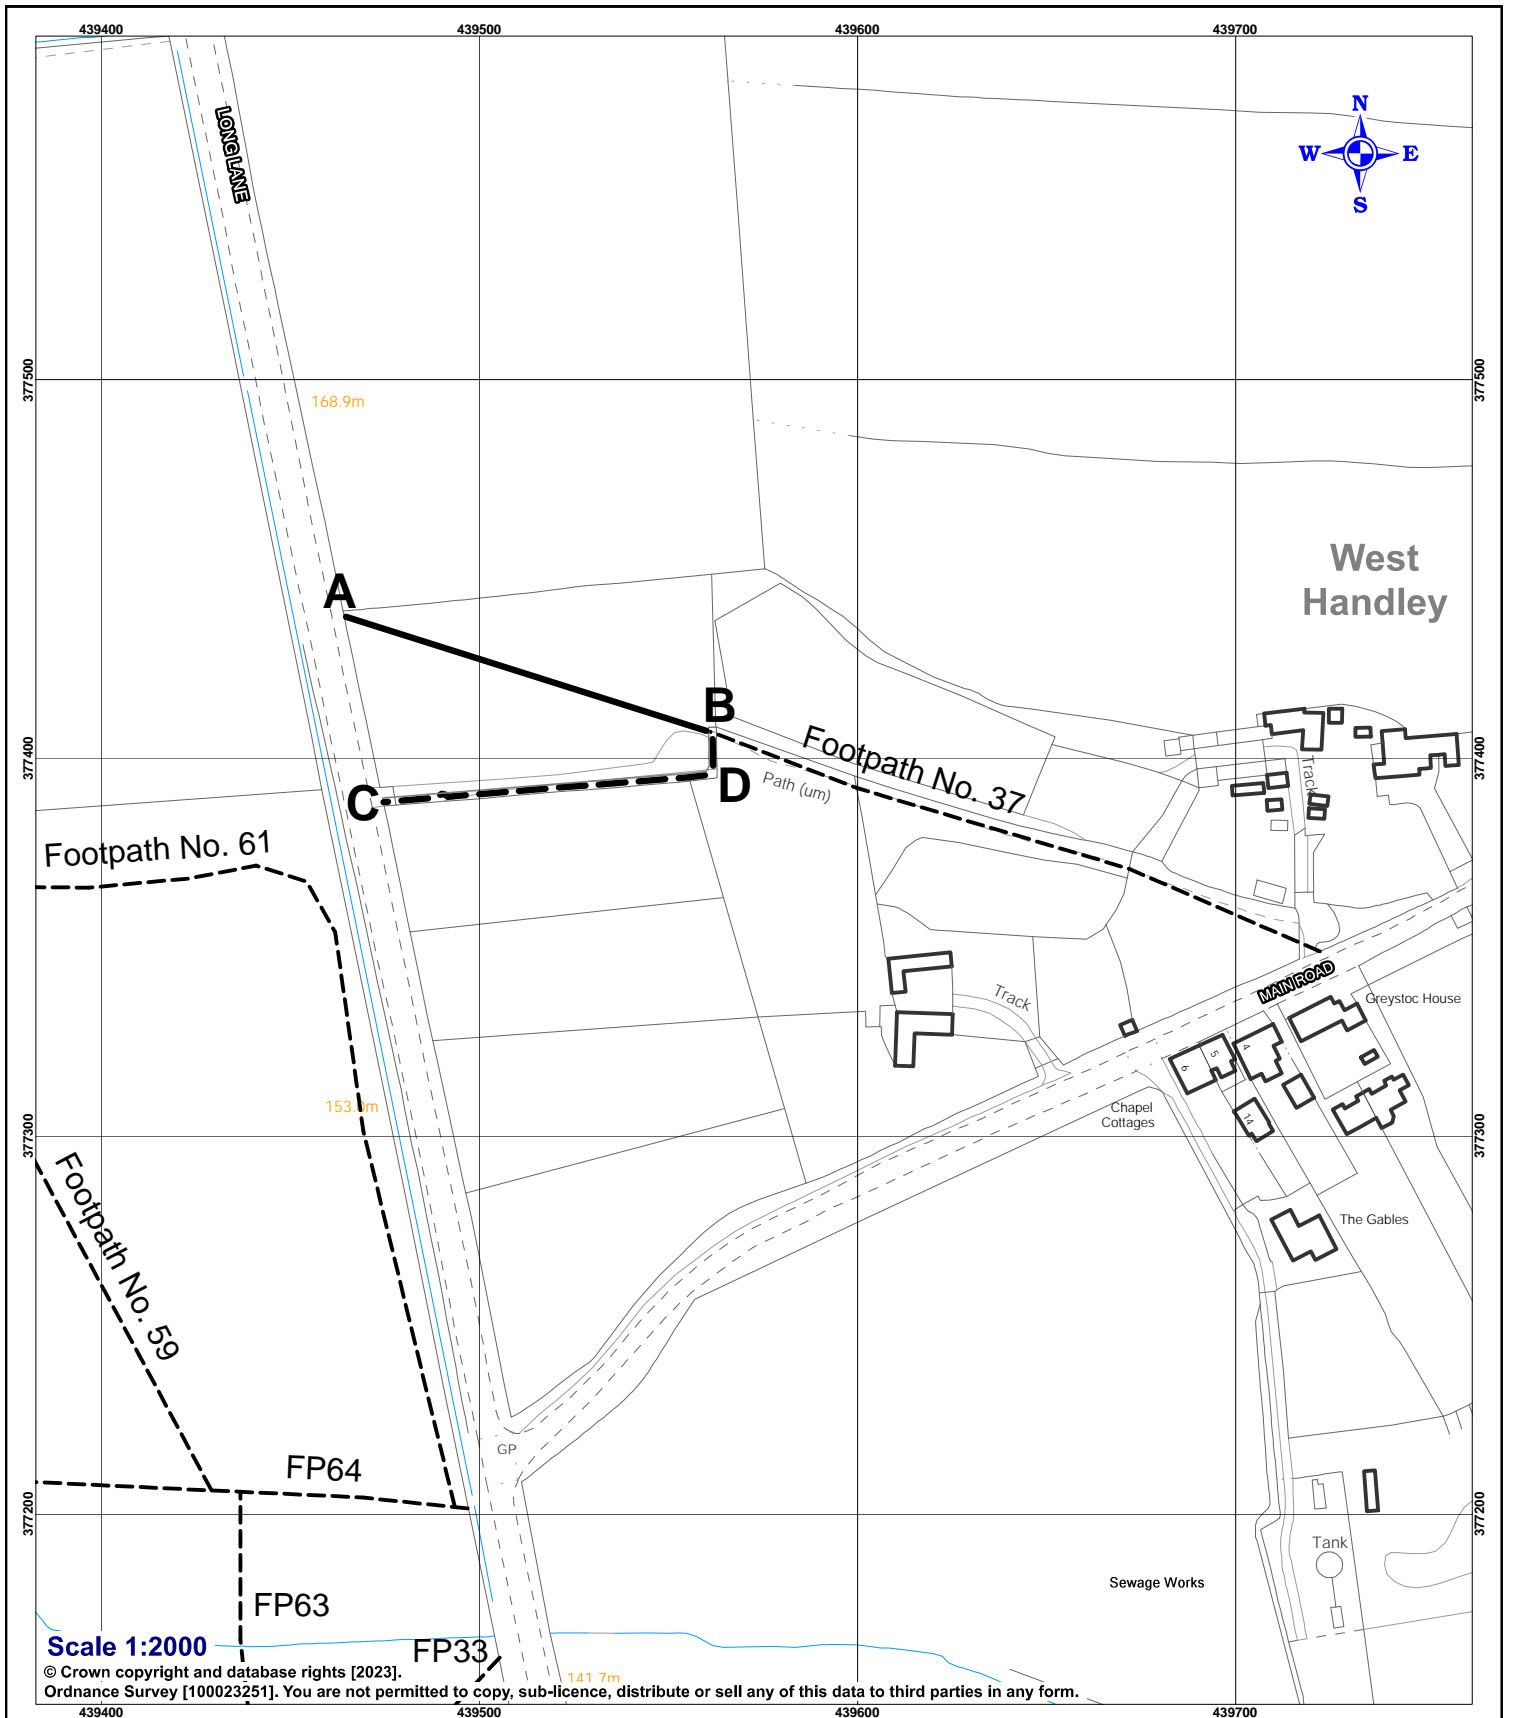 439400
439500
439600
439700
N
W E
S
LONG LANE
377500
377500
168.9m
West
Handley
A
B
Footpath No. 37
377400
377400
Path (um)
Track
C
D
Footpath No. 61
MAIN ROAD
Track
Greystoc House
6
5
4
14
153.0m
Chapel
Cottages
377300
377300
Footpath No. 59
The Gables
GP
FP64
377200
377200
Tank
Sewage Works
FP63
Scale 1:2000
FP33
© Crown copyright and database rights [2023].
141.7m
Ordnance Survey [100023251]. You are not permitted to copy, sub-licence, distribute or sell any of this data to third parties in any form.
439400
439500
439600
439700